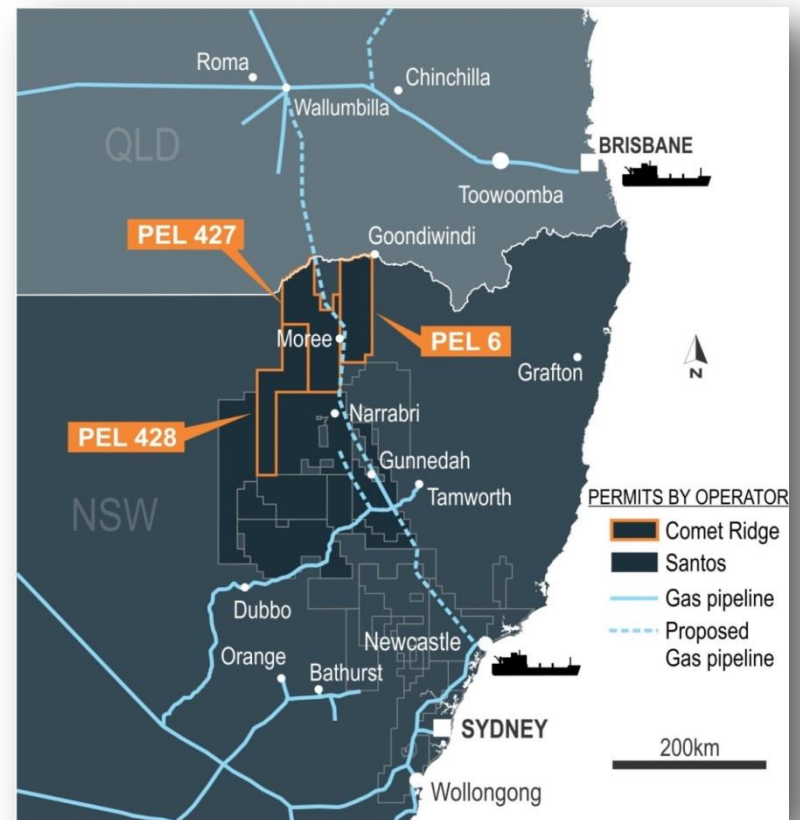 Roma
Chinchilla
Wallumbilla
QLD
BRISBANE
Toowoomba
PEL 427
Goondiwindi
Moree
PEL 6
Grafton
N
Narrabri
PEL 428
Gunnedah
Tamworth
NSW
PERMITS BY OPERATOR
Comet Ridge
Santos
Gas pipeline
Proposed
Gas pipeline
Dubbo
Newcastle
Orange
Bathurst
SYDNEY
200km
Wollongong